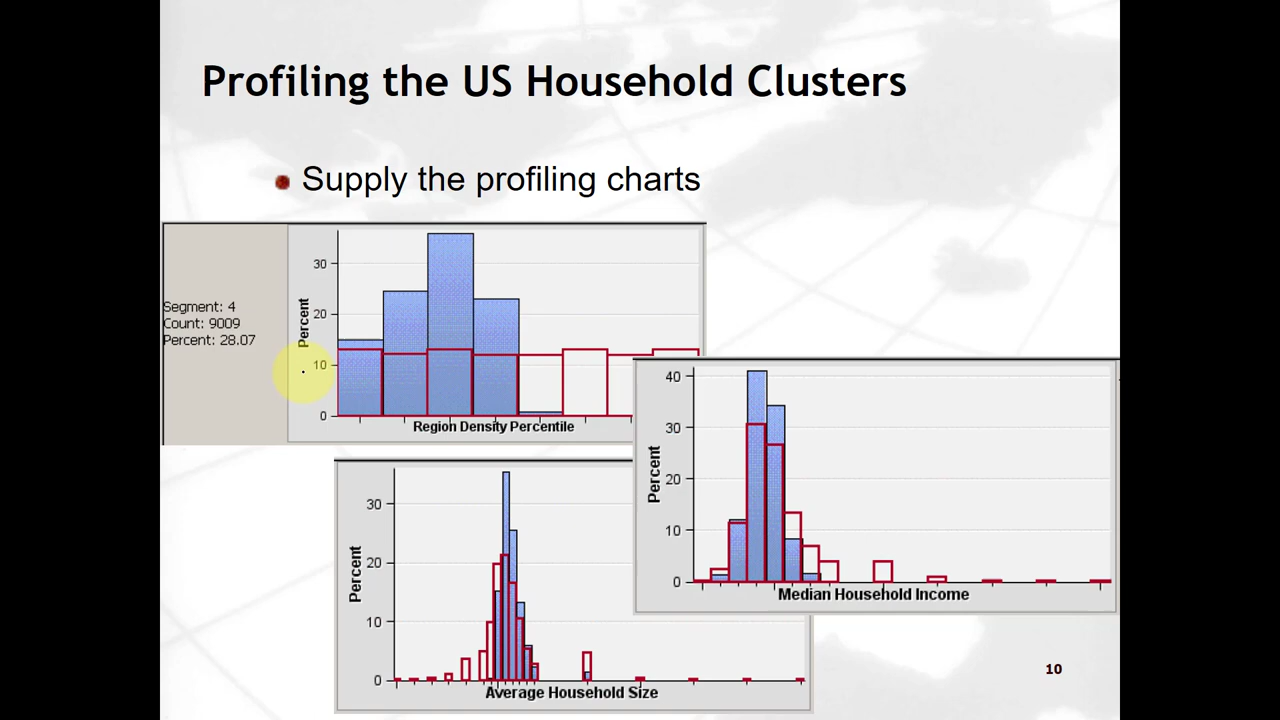 Profiling the US Household Clusters
Supply the profiling charts
Segment: 4
Count: 9009
Percent: 28.07
Percent
30
20
10
0
Region Density Percentile
Percent
40
30
20
10
0
Median Household Income
Percent
30
20
10
0
Average Household Size
10